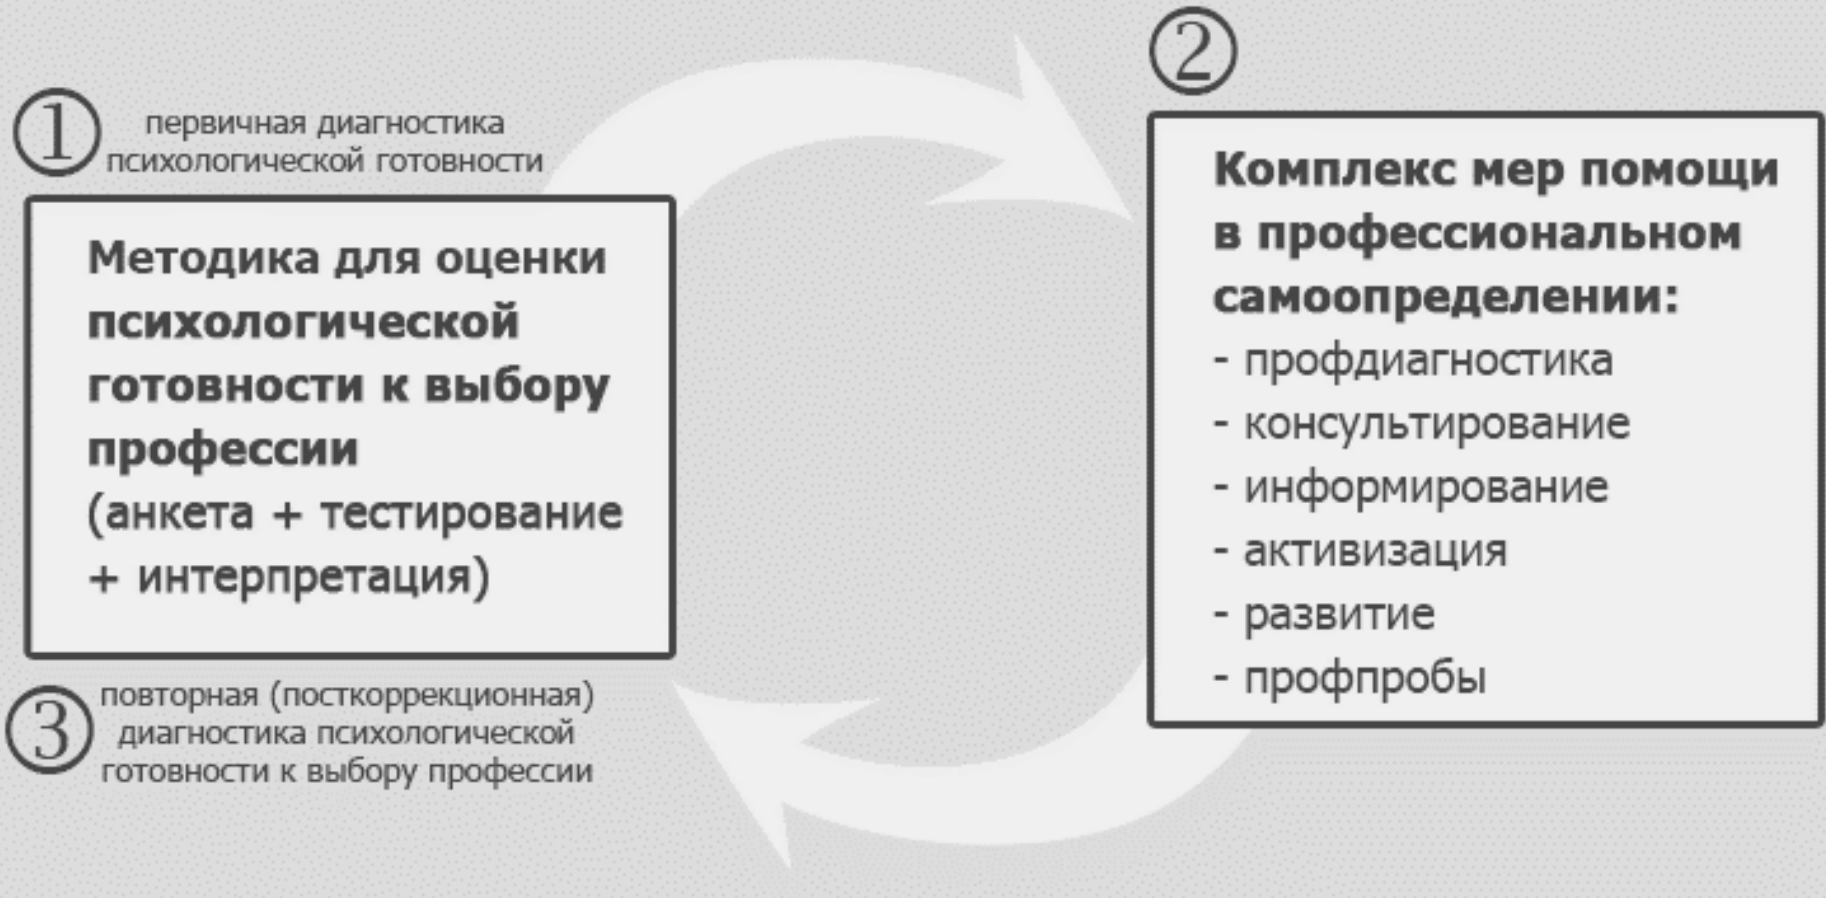 1
первичная диагностика
психологической готовности
Методика для оценки
психологической
готовности к выбору
профессии
(анкета + тестирование
+ интерпретация)
3
повторная (посткоррекционная)
диагностика психологической
готовности к выбору профессии
2
Комплекс мер помощи
в профессиональном
самоопределении:
- профдиагностика
- консультирование
- информирование
- активизация
- развитие
- профпробы